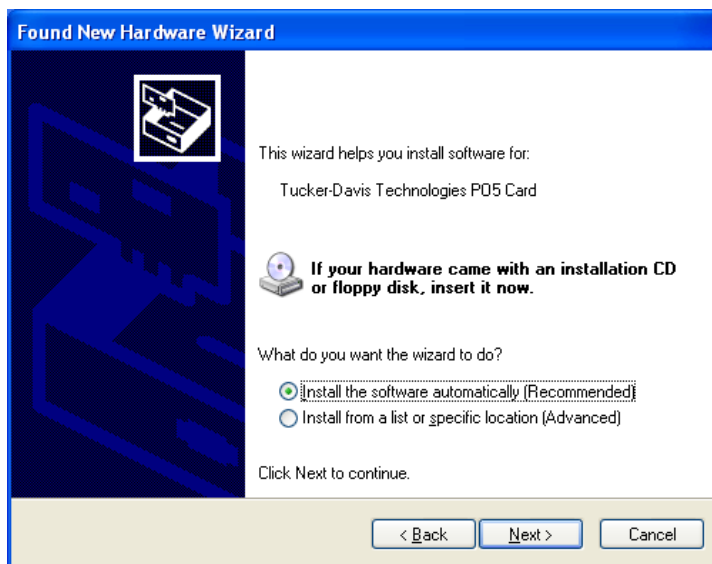 Found New Hardware Wizard
This wizard helps you install software for:
Tucker-Davis Technologies PO5 Card
If your hardware came with an installation CD
or floppy disk, insert it now.
What do you want the wizard to do?
Install the software automatically (Recommended)
Install from a list or specific location (Advanced)
Click Next to continue.
< Back
Next >
Cancel